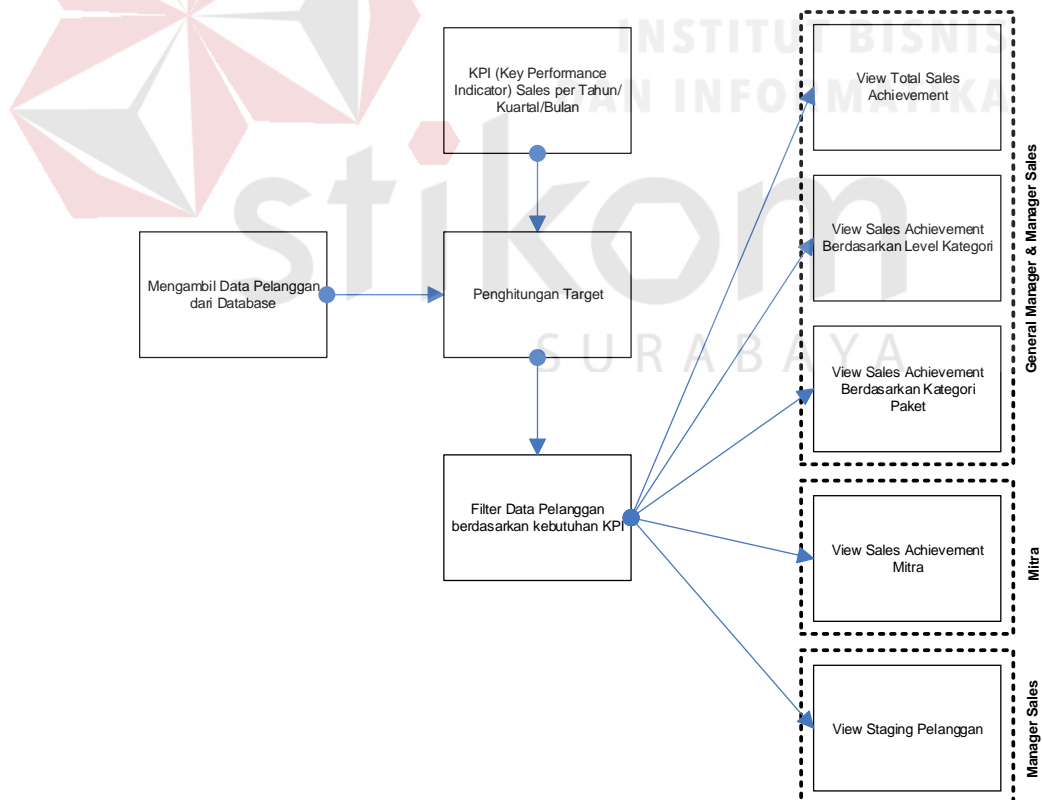 INSTITUT BISNIS
DAN INFORMATIKA
stikom
SURABAYA
KPI (Key Performance
Indicator) Sales per Tahun/
Kuartal/Bulan
Mengambil Data Pelanggan
dari Database
Penghitungan Target
Filter Data Pelanggan
berdasarkan kebutuhan KPI
View Total Sales
Achievement
View Sales Achievement
Berdasarkan Level Kategori
View Sales Achievement
Berdasarkan Kategori
Paket
General Manager & Manager Sales
View Sales Achievement
Mitra
Mitra
View Staging Pelanggan
Manager Sales